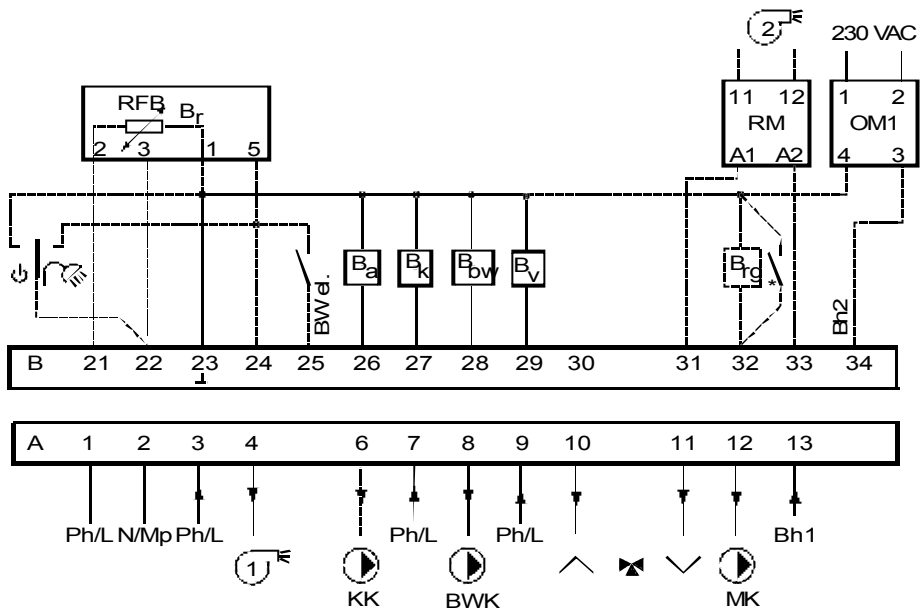 2 230 VAC
RFB Br
11 12 1 2
RM OM1
2 3 1 5
A1 A2 4 3
Ba Bk Bbw Bv Brg *
BW el. Bh2
B 21 22 23 24 25 26 27 28 29 30 31 32 33 34
A 1 2 3 4 6 7 8 9 10 11 12 13
Ph/L N/Mp Ph/L Ph/L Ph/L Bh1
1
KK BWK MK